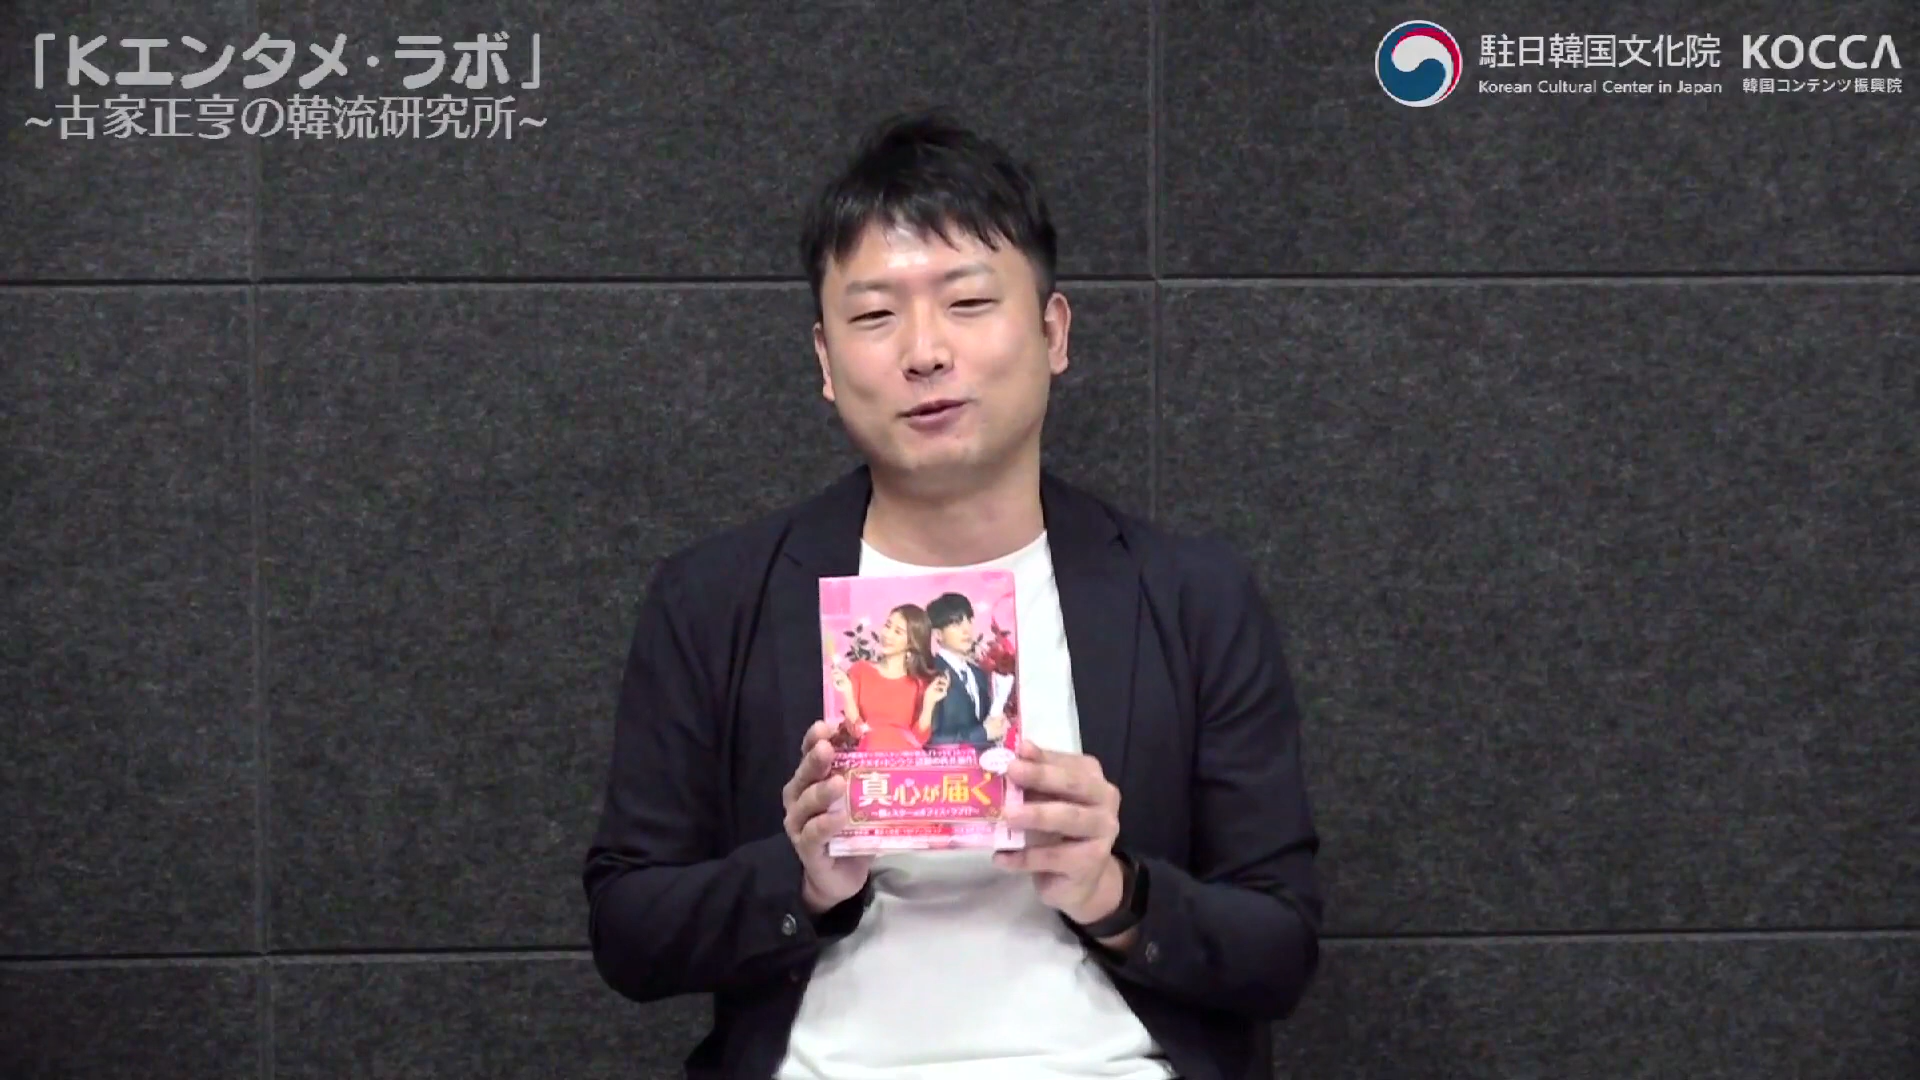 「Kエンタメ・ラボ」
~古家正亨の韓流研究所~
駐日韓国文化院
Korean Cultural Center in Japan
KOCCA
韓国コンテンツ振興院
真心が届く